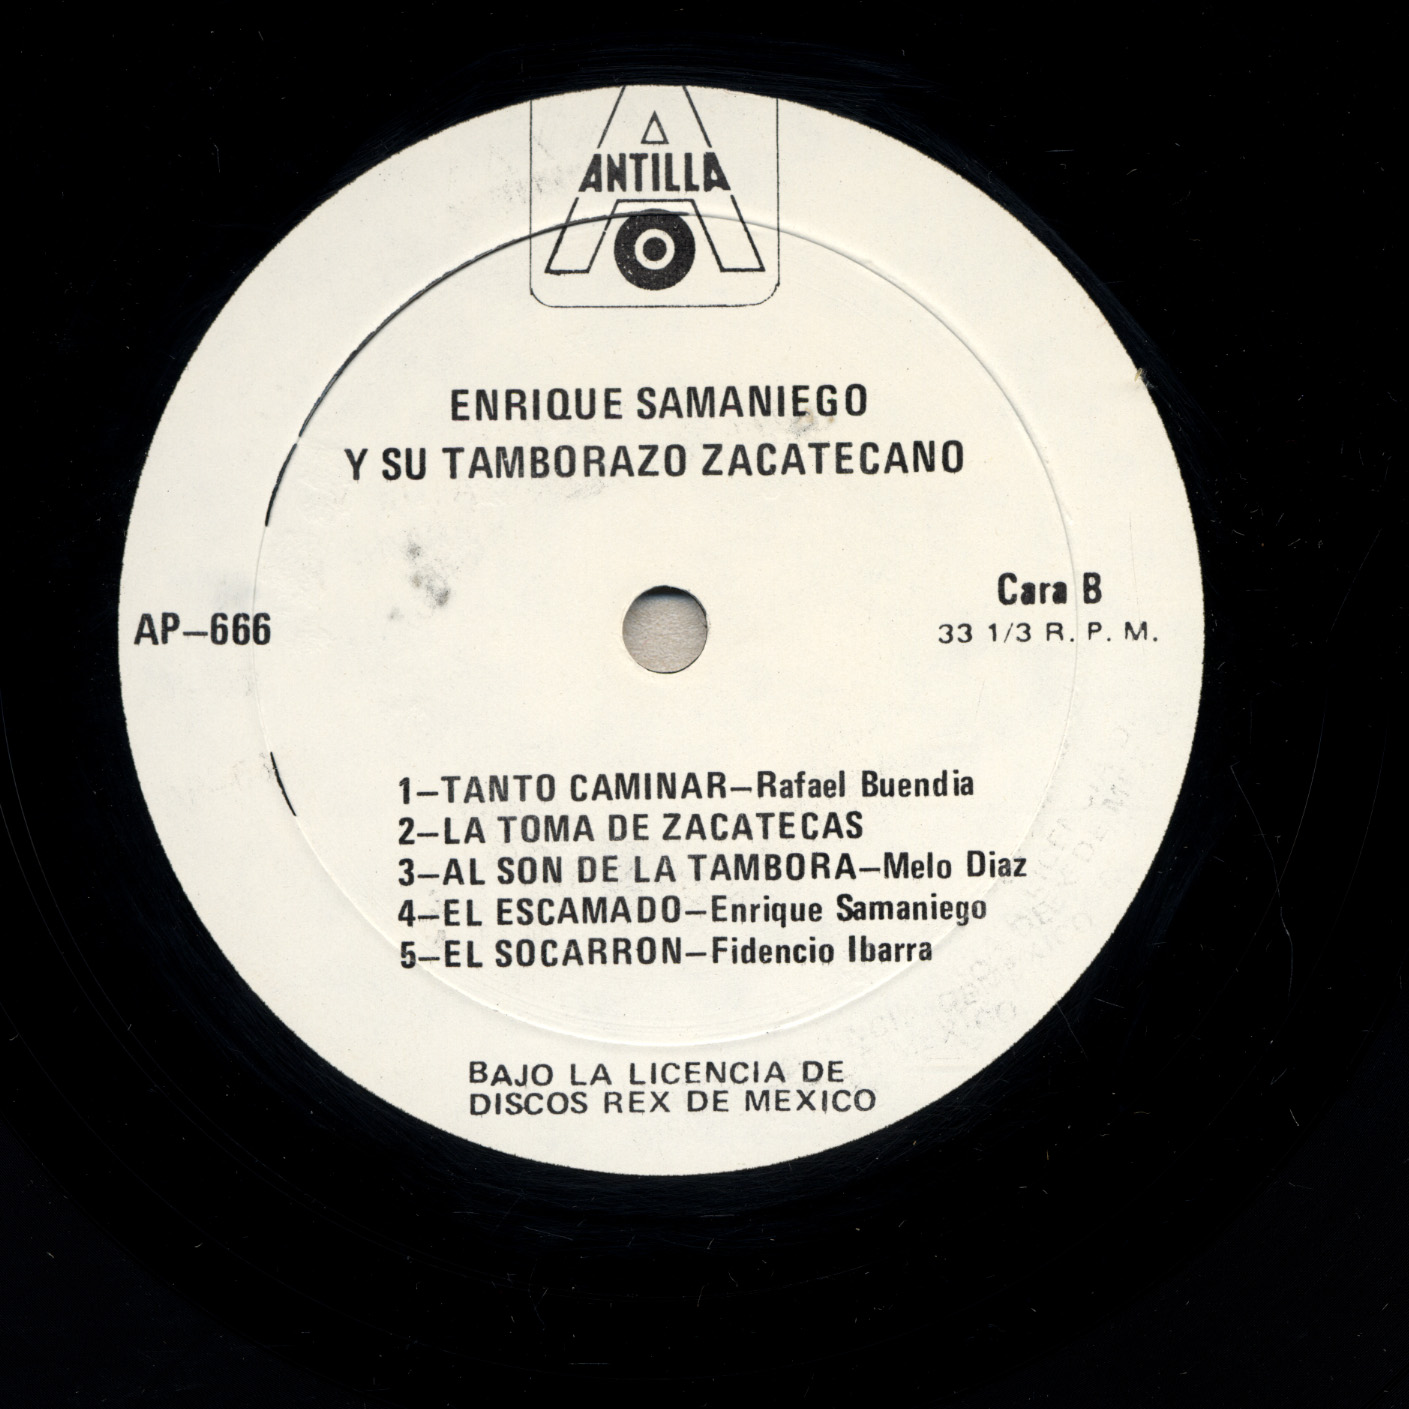 ANTILLA
ENRIQUE SAMANIEGO
Y SU TAMBORAZO ZACATECANO
AP–666
Cara B
33 1/3 R. P. M.
1–TANTO CAMINAR–Rafael Buendia
2–LA TOMA DE ZACATECAS
3–AL SON DE LA TAMBORA–Melo Diaz
4–EL ESCAMADO–Enrique Samaniego
5–EL SOCARRON–Fidencio Ibarra
BAJO LA LICENCIA DE
DISCOS REX DE MEXICO